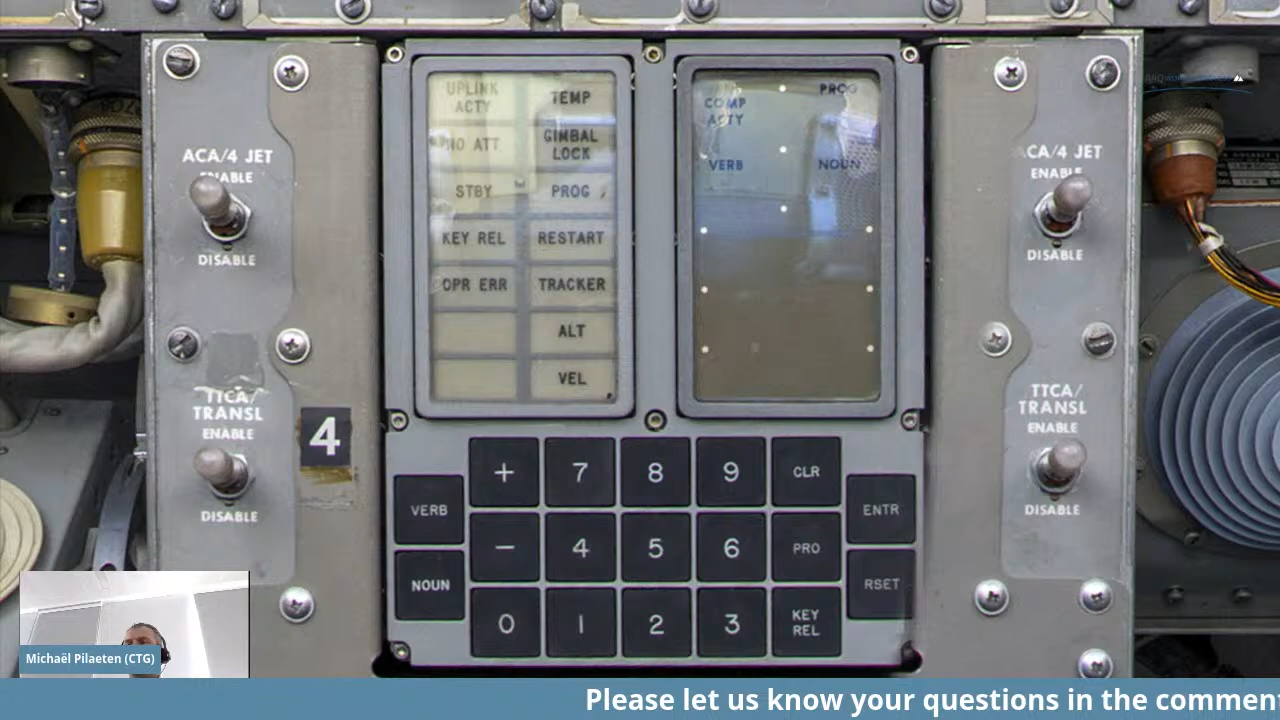 UPLINK
ACTY
TEMP
NO ATT
GIMBAL
LOCK
STBY
PROG
KEY REL
RESTART
OPR ERR
TRACKER
ALT
VEL
COMP
ACTY
PROG
VERB
NOUN
ACA/4 JET
ENABLE
DISABLE
TTCA/
TRANSL
ENABLE
DISABLE
4
ACA/4 JET
ENABLE
DISABLE
TTCA/
TRANSL
ENABLE
DISABLE
+
7
8
9
CLR
VERB
ENTR
−
4
5
6
PRO
NOUN
RSET
0
1
2
3
KEY
REL
Michaël Pilaeten (CTG)
Please let us know your questions in the commen